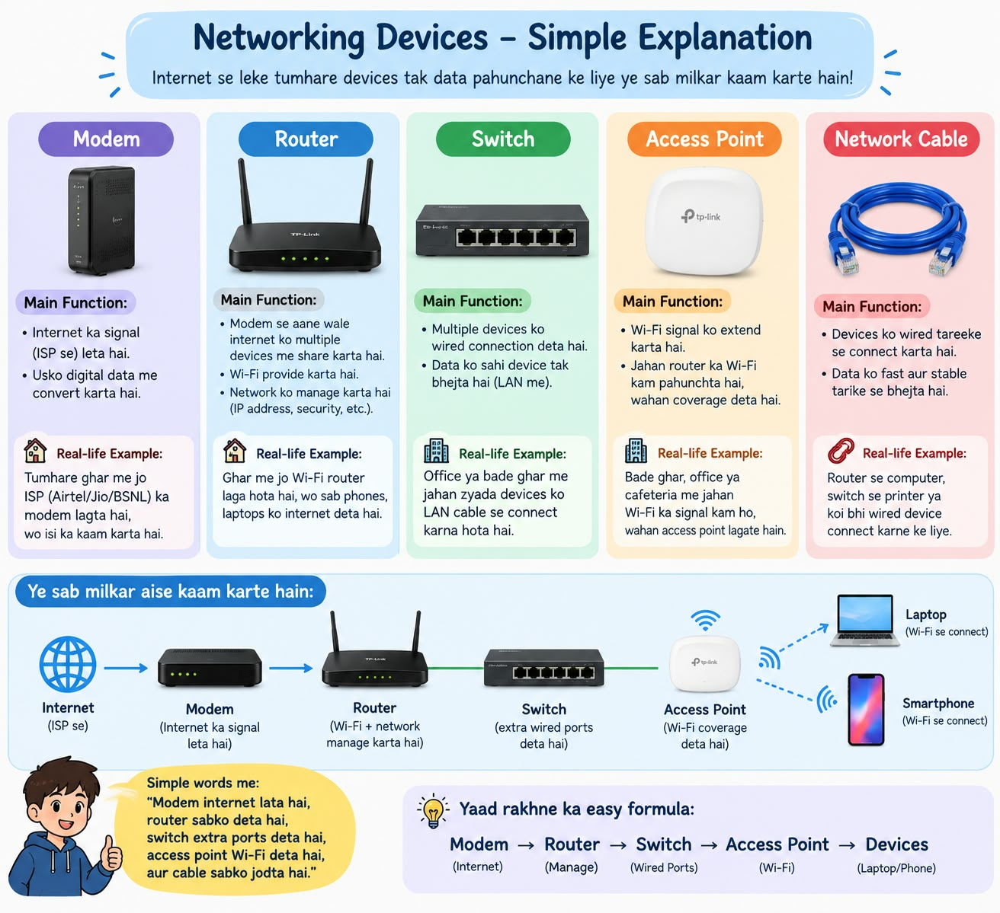 Networking Devices – Simple Explanation
Internet se leke tumhare devices tak data pahunchane ke liye ye sab milkar kaam karte hain!
Modem
Main Function:
• Internet ka signal
(ISP se) leta hai.
• Usko digital data me
convert karta hai.
Real-life Example:
Tumhare ghar me jo
ISP (Airtel/Jio/BSNL) ka
modem lagta hai,
wo isi ka kaam karta hai.
Router
TP-Link
Main Function:
• Modem se aane wale
internet ko multiple
devices me share karta hai.
• Wi-Fi provide karta hai.
• Network ko manage karta hai
(IP address, security, etc.).
Real-life Example:
Ghar me jo Wi-Fi router
laga hota hai, wo sab phones,
laptops ko internet deta hai.
Switch
Main Function:
• Multiple devices ko
wired connection deta hai.
• Data ko sahi device tak
bhejta hai (LAN me).
Real-life Example:
Office ya bade ghar me
jahan zyada devices ko
LAN cable se connect
karna hota hai.
Access Point
tp-link
Main Function:
• Wi-Fi signal ko extend
karta hai.
• Jahan router ka Wi-Fi
kam pahunchta hai,
wahan coverage deta hai.
Real-life Example:
Bade ghar, office ya
cafeteria me jahan
Wi-Fi ka signal kam ho,
wahan access point lagate hain.
Network Cable
Main Function:
• Devices ko wired tareeke
se connect karta hai.
• Data ko fast aur stable
tarike se bhejta hai.
Real-life Example:
Router se computer,
switch se printer ya
koi bhi wired device
connect karne ke liye.
Ye sab milkar aise kaam karte hain:
Internet
(ISP se)
Modem
(Internet ka signal
leta hai)
TP-Link
Router
(Wi-Fi + network
manage karta hai)
Switch
(extra wired ports
deta hai)
tp-link
Access Point
(Wi-Fi coverage
deta hai)
Laptop
(Wi-Fi se connect)
Smartphone
(Wi-Fi se connect)
Simple words me:
“Modem internet lata hai,
router sabko deta hai,
switch extra ports deta hai,
access point Wi-Fi deta hai,
aur cable sabko jodta hai.”
Yaad rakhne ka easy formula:
Modem → Router → Switch → Access Point → Devices
(Internet) (Manage) (Wired Ports) (Wi-Fi) (Laptop/Phone)